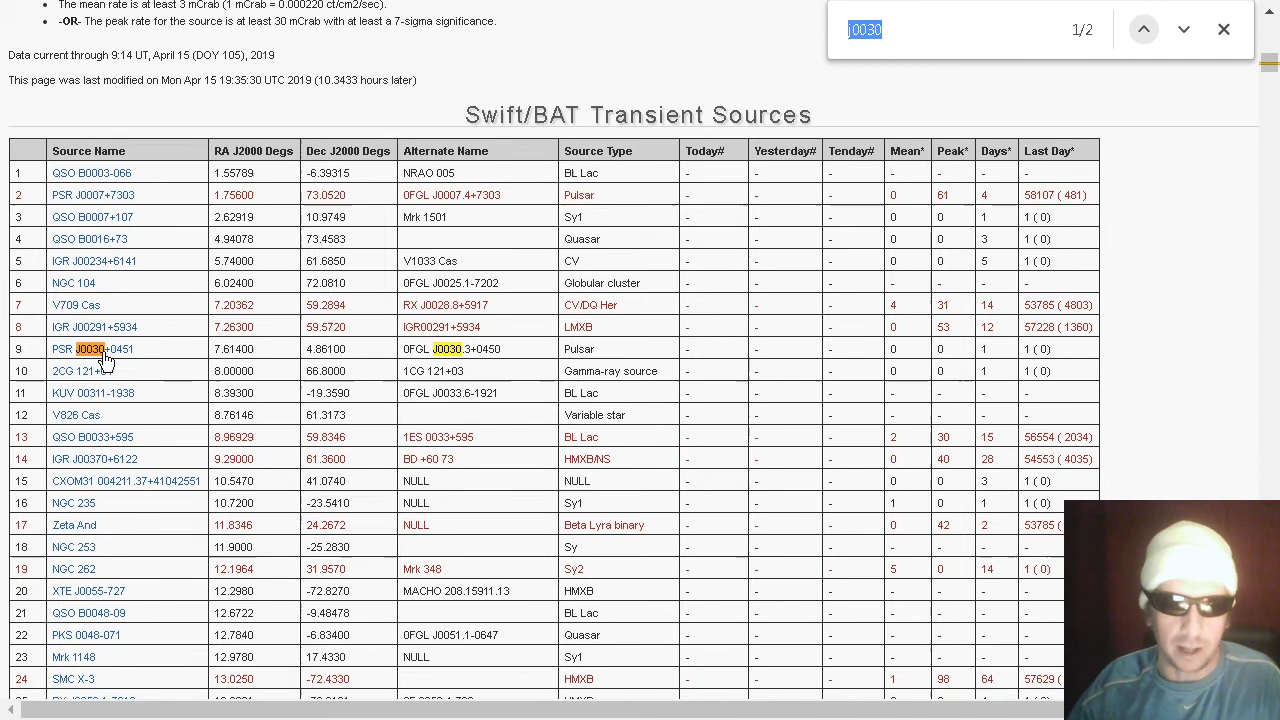 The mean rate is at least 3 mCrab (1 mCrab = 0.000220 ct/cm2/sec).
-OR- The peak rate for the source is at least 30 mCrab with at least a 7-sigma significance.
j0030 1/2
Data current through 9:14 UT, April 15 (DOY 105), 2019
This page was last modified on Mon Apr 15 19:35:30 UTC 2019 (10.3433 hours later)
Swift/BAT Transient Sources
Source Name RA J2000 Degs Dec J2000 Degs Alternate Name Source Type Today# Yesterday# Tenday# Mean* Peak* Days* Last Day*
1 QSO B0003-066 1.55789 -6.39315 NRAO 005 BL Lac - - - - - - -
2 PSR J0007+7303 1.75600 73.0520 0FGL J0007.4+7303 Pulsar - - - 0 61 4 58107 ( 481)
3 QSO B0007+107 2.62919 10.9749 Mrk 1501 Sy1 - - - 0 0 1 1 ( 0)
4 QSO B0016+73 4.94078 73.4583 Quasar - - - 0 0 3 1 ( 0)
5 IGR J00234+6141 5.74000 61.6850 V1033 Cas CV - - - 0 0 5 1 ( 0)
6 NGC 104 6.02400 72.0810 0FGL J0025.1-7202 Globular cluster - - - - - - -
7 V709 Cas 7.20362 59.2894 RX J0028.8+5917 CV/DQ Her - - - 4 31 14 53785 ( 4803)
8 IGR J00291+5934 7.26300 59.5720 IGR00291+5934 LMXB - - - 0 53 12 57228 ( 1360)
9 PSR J0030+0451 7.61400 4.86100 0FGL J0030.3+0450 Pulsar - - - 0 0 1 1 ( 0)
10 2CG 121+ 8.00000 66.8000 1CG 121+03 Gamma-ray source - - - 0 0 1 1 ( 0)
11 KUV 00311-1938 8.39300 -19.3590 0FGL J0033.6-1921 BL Lac - - - - - - -
12 V826 Cas 8.76146 61.3173 Variable star - - - - - - -
13 QSO B0033+595 8.96929 59.8346 1ES 0033+595 BL Lac - - - 2 30 15 56554 ( 2034)
14 IGR J00370+6122 9.29000 61.3600 BD +60 73 HMXB/NS - - - 0 40 28 54553 ( 4035)
15 CXOM31 004211.37+41042551 10.5470 41.0740 NULL NULL - - - 0 0 3 1 ( 0)
16 NGC 235 10.7200 -23.5410 NULL Sy1 - - - 1 0 1 1 ( 0)
17 Zeta And 11.8346 24.2672 NULL Beta Lyra binary - - - 0 42 2 53785 (
18 NGC 253 11.9000 -25.2830 Sy - - - - - - -
19 NGC 262 12.1964 31.9570 Mrk 348 Sy2 - - - 5 0 14 1 ( 0)
20 XTE J0055-727 12.2980 -72.8270 MACHO 208.15911.13 HMXB - - - - - - -
21 QSO B0048-09 12.6722 -9.48478 BL Lac - - - - - - -
22 PKS 0048-071 12.7840 -6.83400 0FGL J0051.1-0647 Quasar - - - - - - -
23 Mrk 1148 12.9780 17.4330 NULL Sy1 - - - - - - -
24 SMC X-3 13.0250 -72.4330 HMXB - - - 1 98 64 57629 (